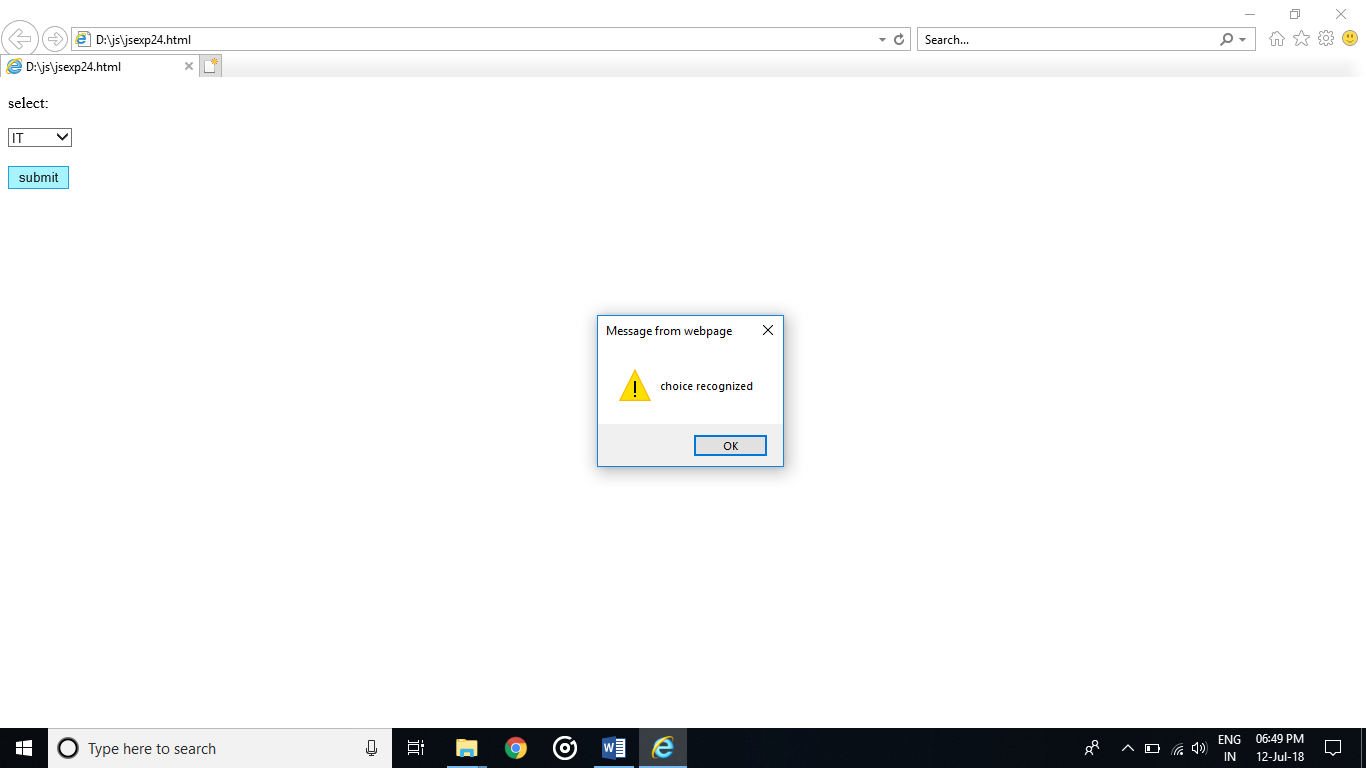 D:\js\jsexp24.html
Search...
D:\js\jsexp24.html
select:
IT
submit
Message from webpage
choice recognized
OK
Type here to search
ENG
IN
06:49 PM
12-Jul-18